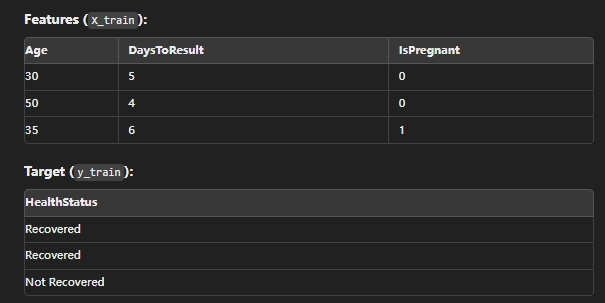 Features (X_train):
Age DaysToResult IsPregnant
30 5 0
50 4 0
35 6 1
Target (y_train):
HealthStatus
Recovered
Recovered
Not Recovered